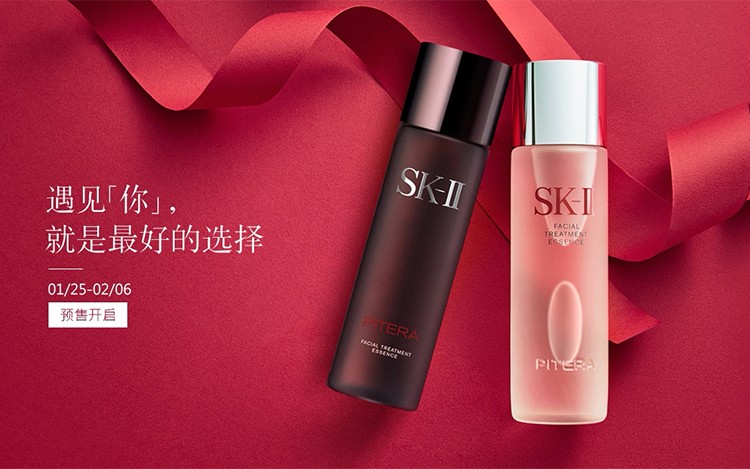 遇见「你」,
就是最好的选择
01/25-02/06
预售开启
SK-II
PITERA
FACIAL TREATMENT
ESSENCE
SK-II
FACIAL
TREATMENT
ESSENCE
PITERA